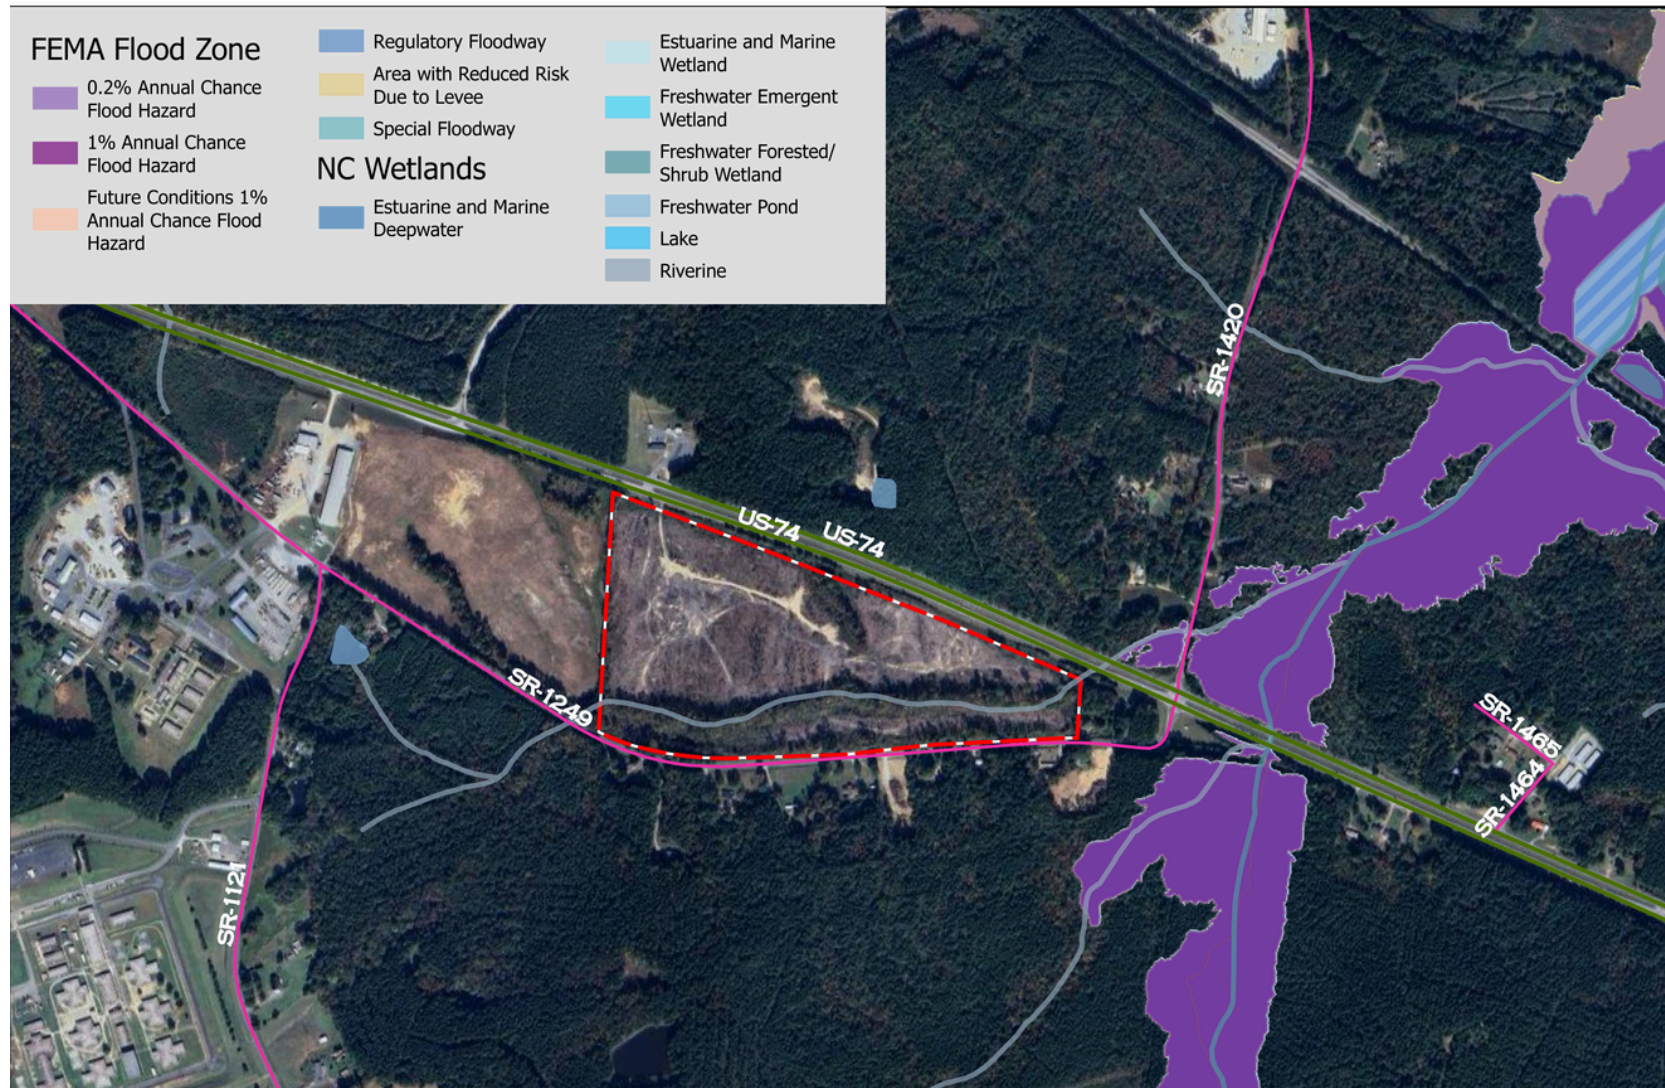 FEMA Flood Zone
0.2% Annual Chance
Flood Hazard
1% Annual Chance
Flood Hazard
Future Conditions 1%
Annual Chance Flood
Hazard
Regulatory Floodway
Area with Reduced Risk
Due to Levee
Special Floodway
NC Wetlands
Estuarine and Marine
Deepwater
Estuarine and Marine
Wetland
Freshwater Emergent
Wetland
Freshwater Forested/
Shrub Wetland
Freshwater Pond
Lake
Riverine
SR-1420
US-74 US-74
SR-1249
SR-1465
SR-1464
SR-1121